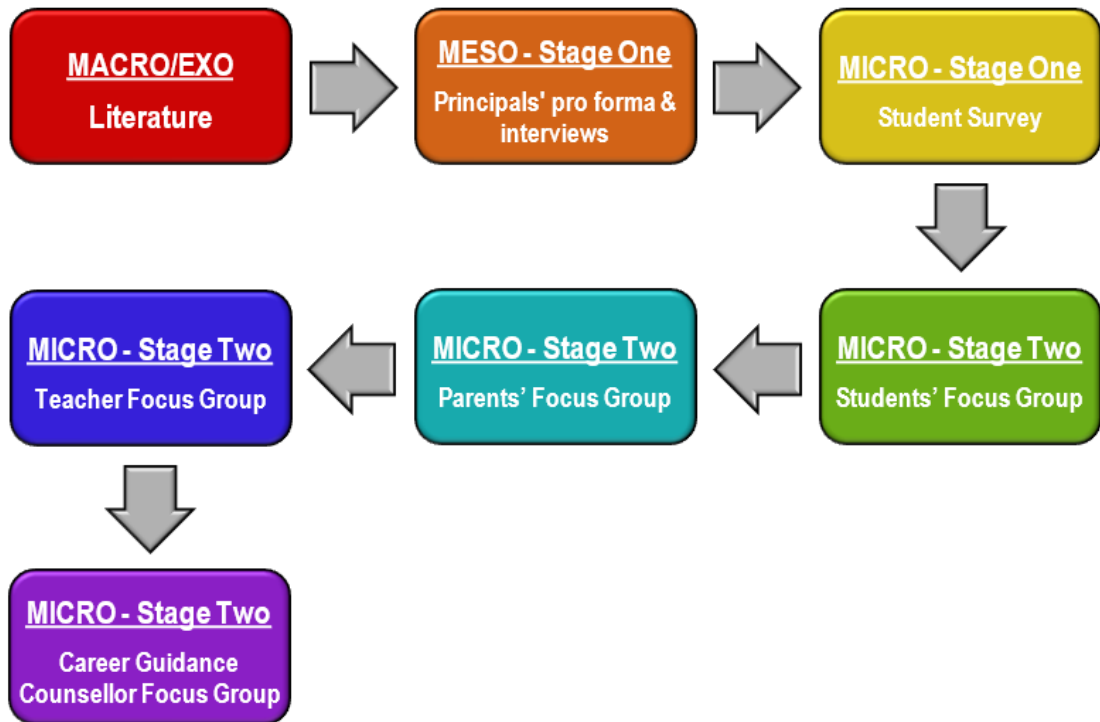 MACRO/EXO
Literature
MESO - Stage One
Principals' pro forma &
interviews
MICRO - Stage One
Student Survey
MICRO - Stage Two
Teacher Focus Group
MICRO - Stage Two
Parents’ Focus Group
MICRO - Stage Two
Students’ Focus Group
MICRO - Stage Two
Career Guidance
Counsellor Focus Group